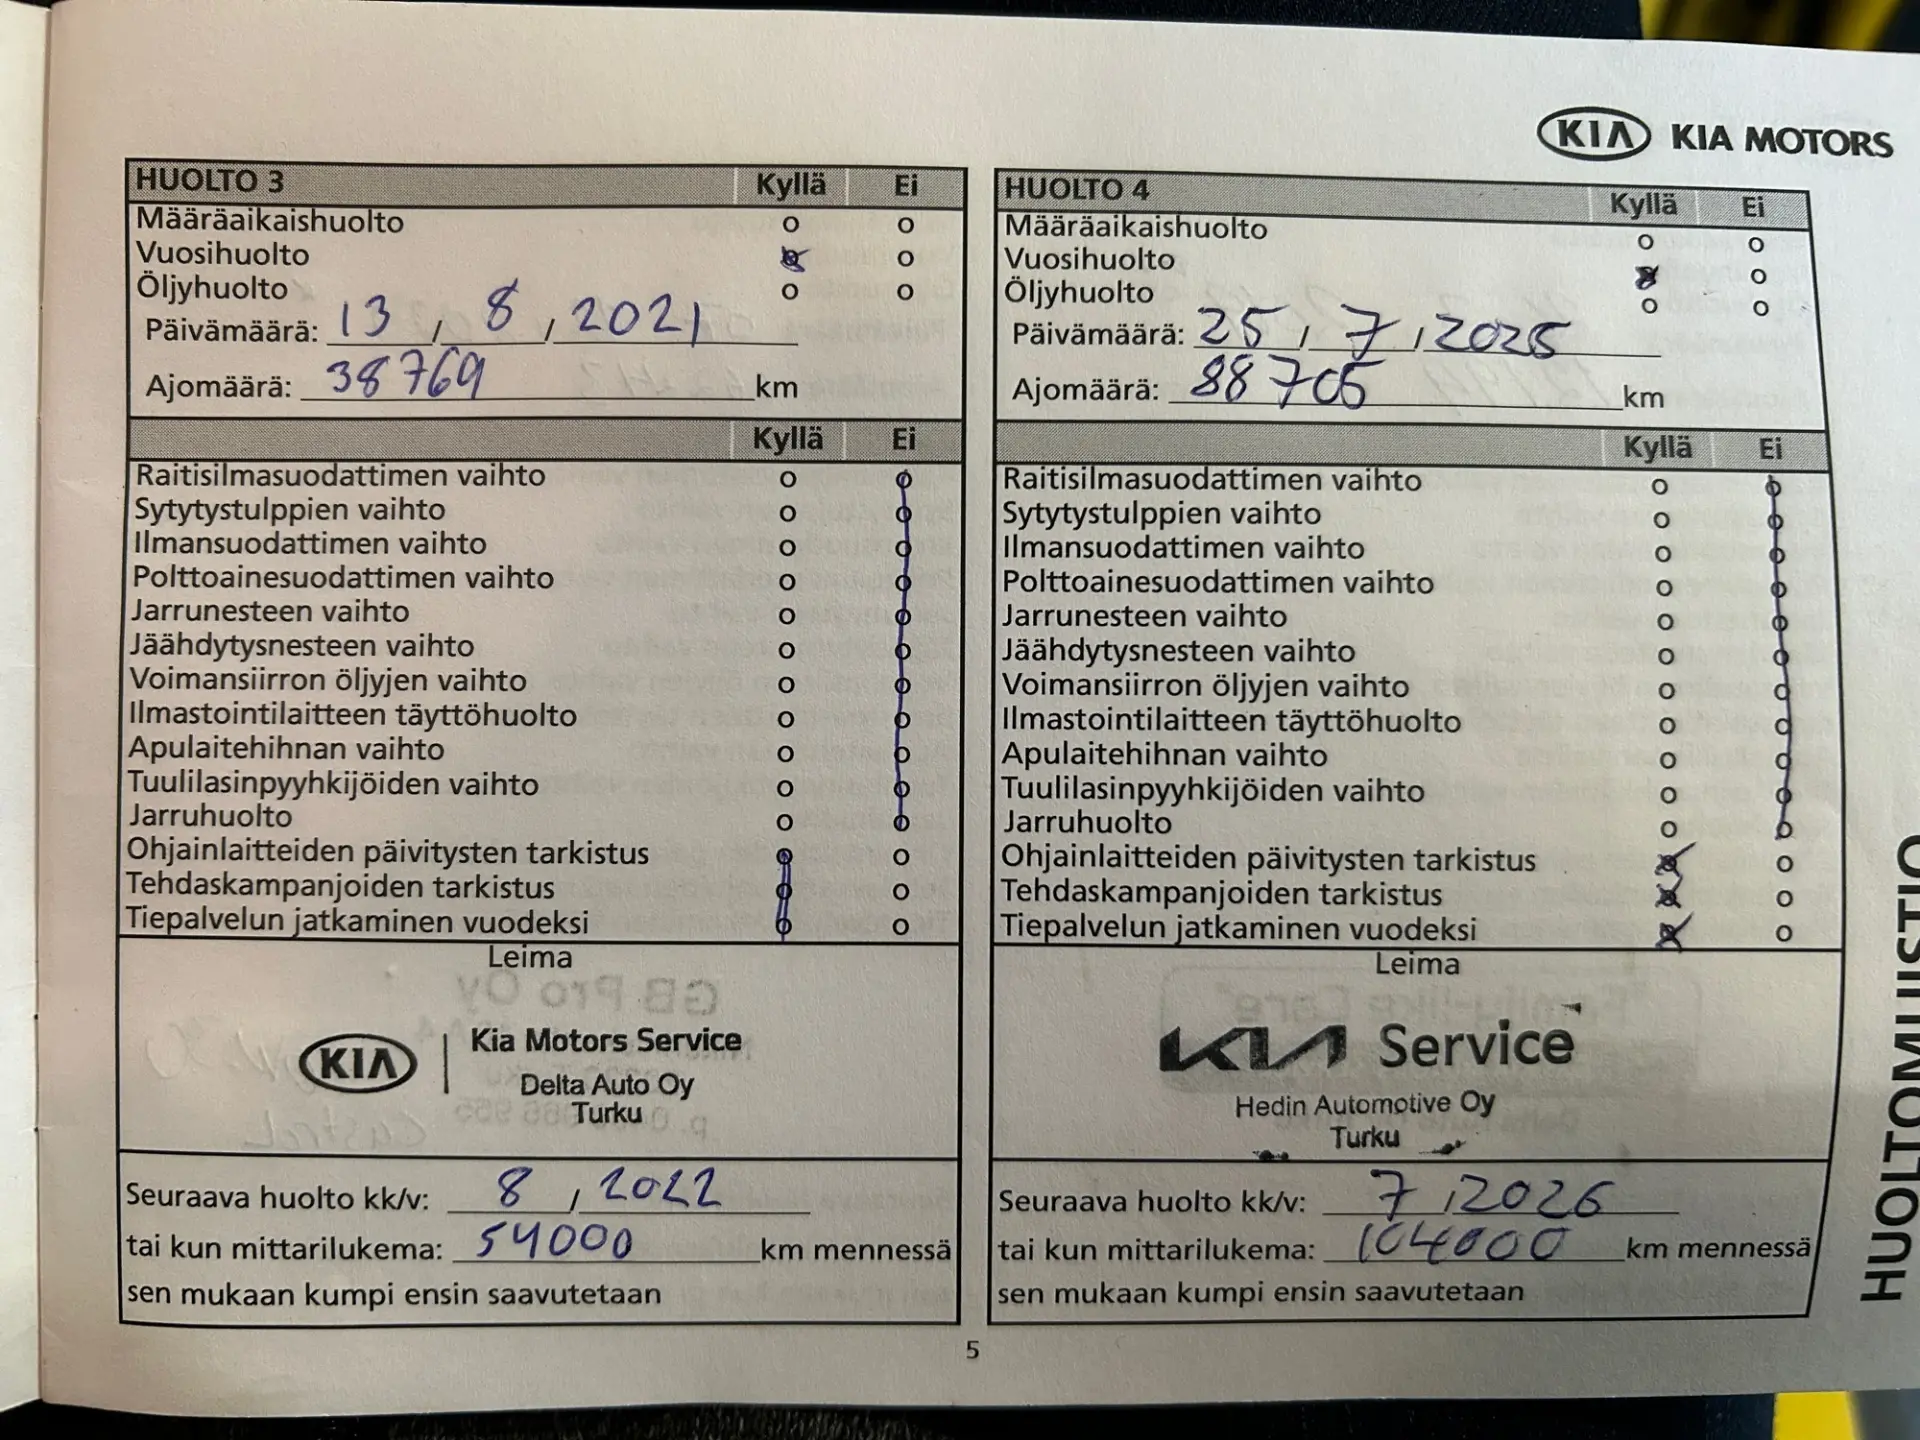 KIA KIA MOTORS
HUOLTO 3 Kyllä Ei
Määräaikaishuolto o o
Vuosihuolto o
Öljyhuolto o o
Päivämäärä: 13 / 8 / 2021
Ajomäärä: 38769 km
Kyllä Ei
Raitisilmasuodattimen vaihto
Sytytystulppien vaihto
Ilmansuodattimen vaihto
Polttoainesuodattimen vaihto
Jarrunesteen vaihto
Jäähdytysnesteen vaihto
Voimansiirron öljyjen vaihto
Ilmastointilaitteen täyttöhuolto
Apulaitehihnan vaihto
Tuulilasinpyyhkijöiden vaihto
Jarruhuolto
Ohjainlaitteiden päivitysten tarkistus
Tehdaskampanjoiden tarkistus
Tiepalvelun jatkaminen vuodeksi
Leima
KIA Kia Motors Service
Delta Auto Oy
Turku
Seuraava huolto kk/v: 8 / 2022
tai kun mittarilukema: 54000 km mennessä
sen mukaan kumpi ensin saavutetaan
HUOLTO 4 Kyllä Ei
Määräaikaishuolto o o
Vuosihuolto o
Öljyhuolto o o
Päivämäärä: 25 / 7 / 2025
Ajomäärä: 88705 km
Kyllä Ei
Raitisilmasuodattimen vaihto
Sytytystulppien vaihto
Ilmansuodattimen vaihto
Polttoainesuodattimen vaihto
Jarrunesteen vaihto
Jäähdytysnesteen vaihto
Voimansiirron öljyjen vaihto
Ilmastointilaitteen täyttöhuolto
Apulaitehihnan vaihto
Tuulilasinpyyhkijöiden vaihto
Jarruhuolto
Ohjainlaitteiden päivitysten tarkistus
Tehdaskampanjoiden tarkistus
Tiepalvelun jatkaminen vuodeksi
Leima
KIA Service
Hedin Automotive Oy
Turku
Seuraava huolto kk/v: 7 / 2026
tai kun mittarilukema: 104000 km mennessä
sen mukaan kumpi ensin saavutetaan
5
HUOLTOMUISTIO